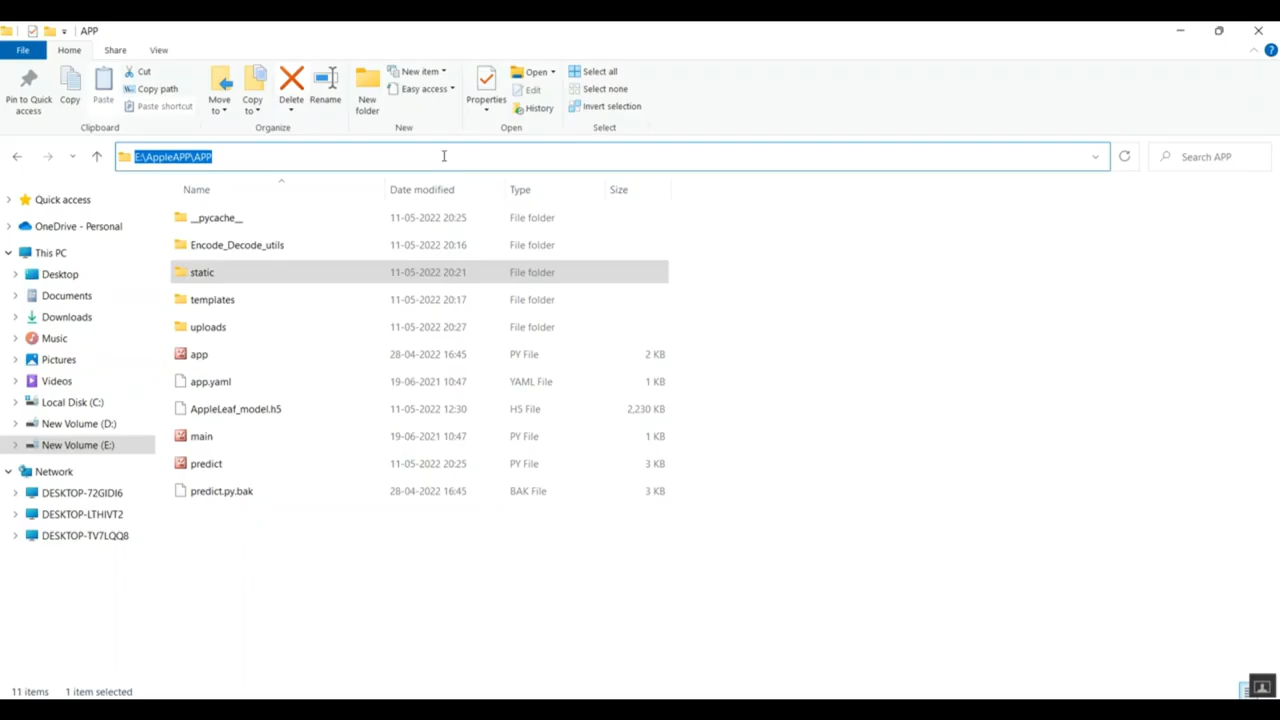 APP
File Home Share View
Pin to Quick access
Copy
Paste
Cut
Copy path
Paste shortcut
Clipboard
Move to
Copy to
Delete
Rename
Organize
New folder
New item
Easy access
New
Properties
Open
Edit
History
Open
Select all
Select none
Invert selection
Select
E:\AppleAPP\APP
Search APP
Quick access
OneDrive - Personal
This PC
Desktop
Documents
Downloads
Music
Pictures
Videos
Local Disk (C:)
New Volume (D:)
New Volume (E:)
Network
DESKTOP-72GIDI6
DESKTOP-LTHIVT2
DESKTOP-TV7LQQ8
Name Date modified Type Size
__pycache__ 11-05-2022 20:25 File folder
Encode_Decode_utils 11-05-2022 20:16 File folder
static 11-05-2022 20:21 File folder
templates 11-05-2022 20:17 File folder
uploads 11-05-2022 20:27 File folder
app 28-04-2022 16:45 PY File 2 KB
app.yaml 19-06-2021 10:47 YAML File 1 KB
AppleLeaf_model.h5 11-05-2022 12:30 H5 File 2,230 KB
main 19-06-2021 10:47 PY File 1 KB
predict 11-05-2022 20:25 PY File 3 KB
predict.py.bak 28-04-2022 16:45 BAK File 3 KB
11 items 1 item selected